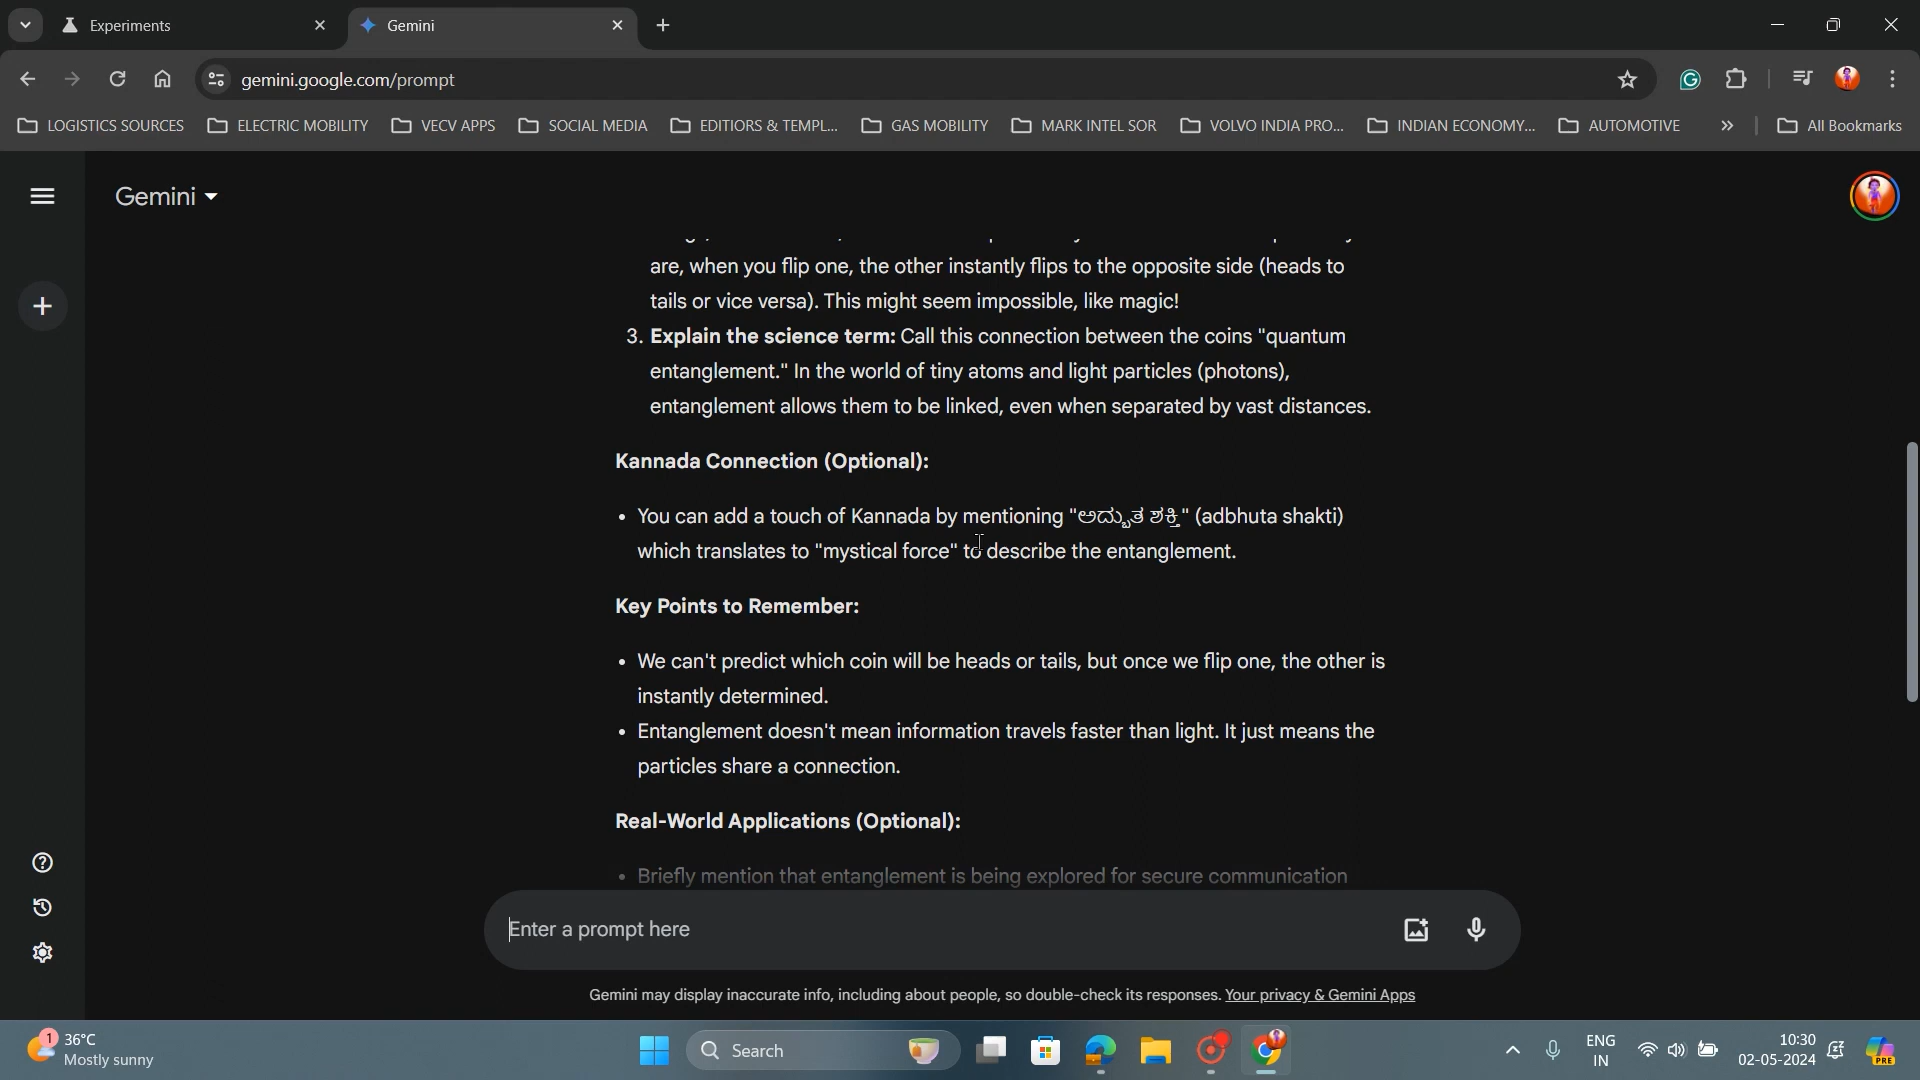 Experiments
Gemini
gemini.google.com/prompt
LOGISTICS SOURCES
ELECTRIC MOBILITY
VECV APPS
SOCIAL MEDIA
EDITIORS & TEMPL...
GAS MOBILITY
MARK INTEL SOR
VOLVO INDIA PRO...
INDIAN ECONOMY...
AUTOMOTIVE
All Bookmarks
Gemini
are, when you flip one, the other instantly flips to the opposite side (heads to
tails or vice versa). This might seem impossible, like magic!
3. Explain the science term: Call this connection between the coins "quantum
entanglement." In the world of tiny atoms and light particles (photons),
entanglement allows them to be linked, even when separated by vast distances.
Kannada Connection (Optional):
• You can add a touch of Kannada by mentioning "ಅದ್ಭುತ ಶಕ್ತಿ" (adbhuta shakti)
which translates to "mystical force" to describe the entanglement.
Key Points to Remember:
• We can't predict which coin will be heads or tails, but once we flip one, the other is
instantly determined.
• Entanglement doesn't mean information travels faster than light. It just means the
particles share a connection.
Real-World Applications (Optional):
• Briefly mention that entanglement is being explored for secure communication
Enter a prompt here
Gemini may display inaccurate info, including about people, so double-check its responses. Your privacy & Gemini Apps
1
36°C
Mostly sunny
Search
ENG
IN
10:30
02-05-2024
PRE